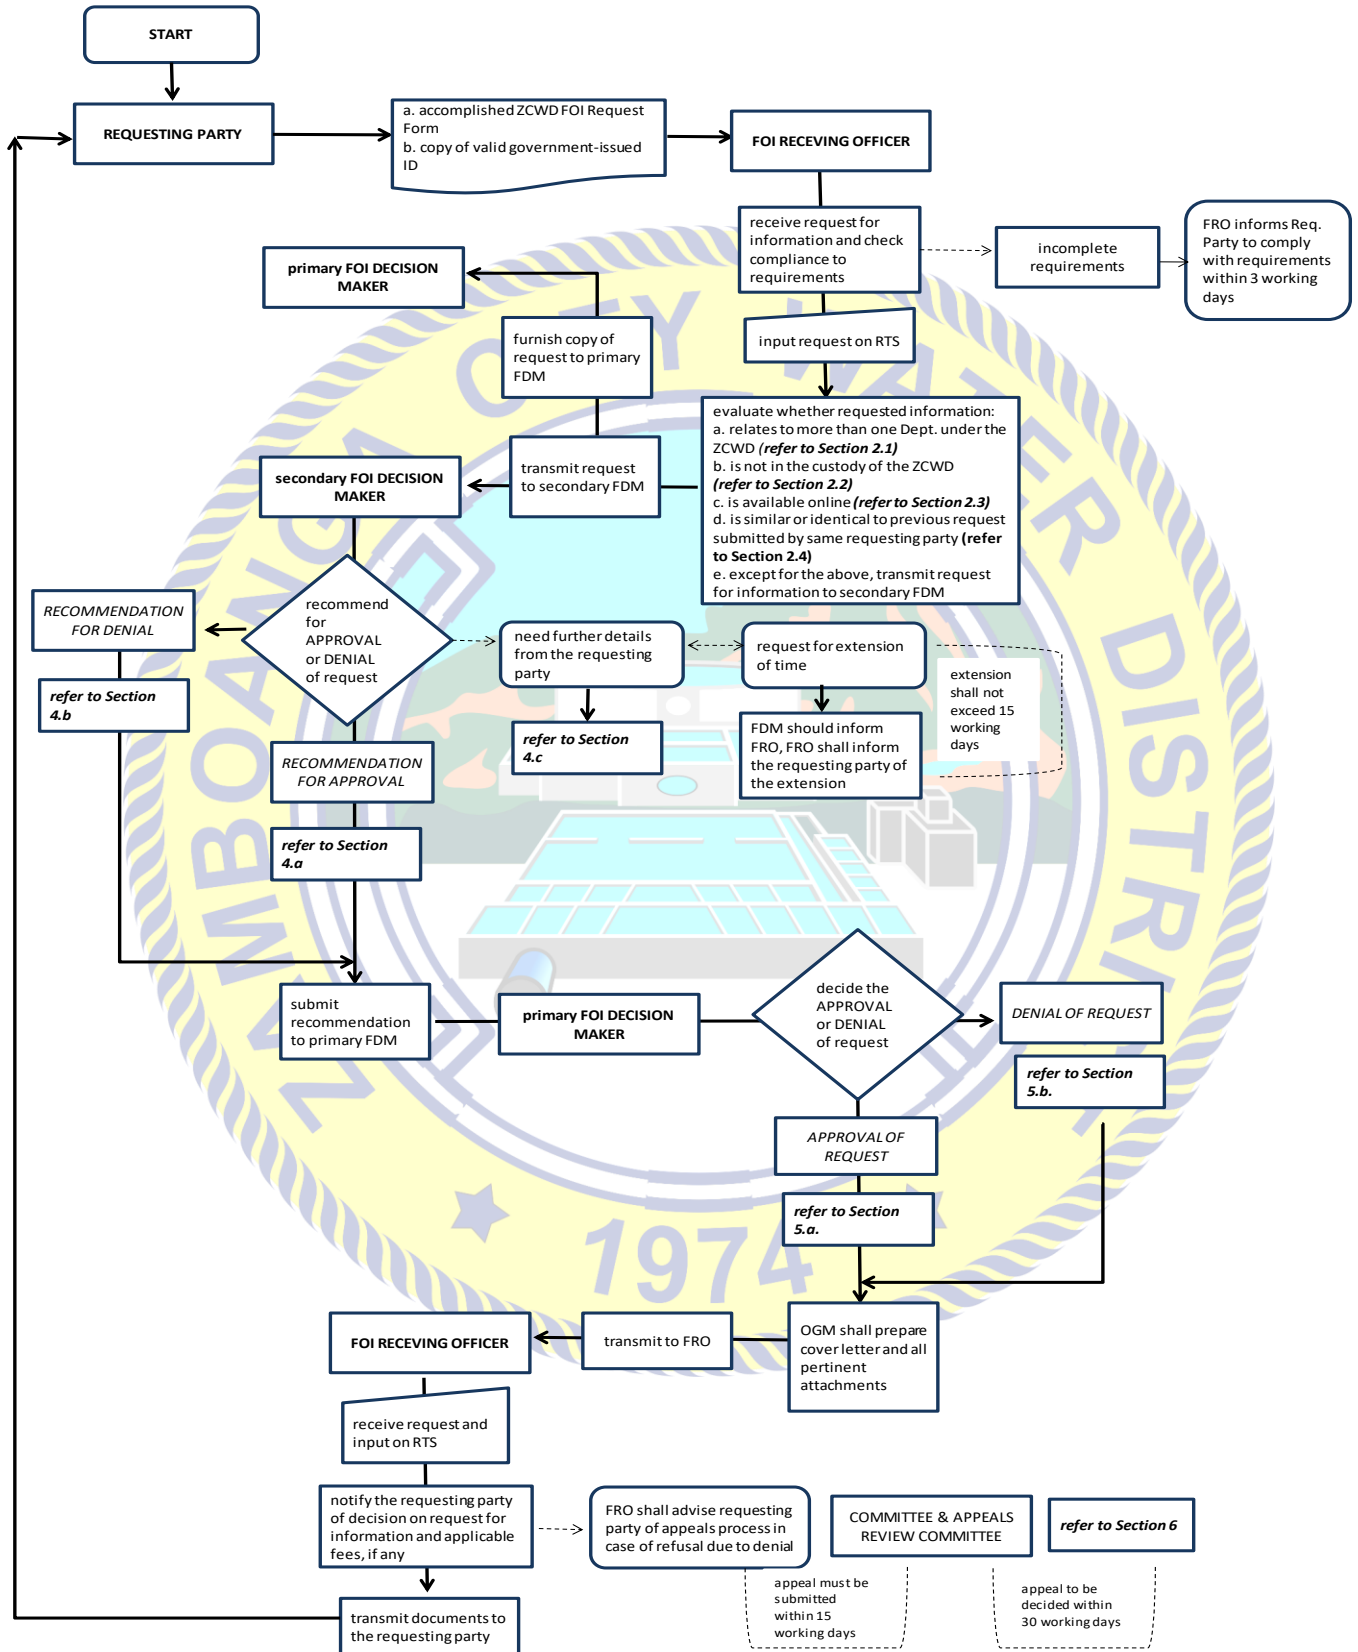 START
REQUESTING PARTY
a. accomplished ZCWD FOI Request
Form
b. copy of valid government-issued
ID
FOI RECEVING OFFICER
receive request for
information and check
compliance to
requirements
incomplete
requirements
FRO informs Req.
Party to comply
with requirements
within 3 working
days
primary FOI DECISION
MAKER
furnish copy of
request to primary
FDM
input request on RTS
evaluate whether requested information:
a. relates to more than one Dept. under the
ZCWD (refer to Section 2.1)
b. is not in the custody of the ZCWD
(refer to Section 2.2)
c. is available online (refer to Section 2.3)
d. is similar or identical to previous request
submitted by same requesting party (refer
to Section 2.4)
e. except for the above, transmit request
for information to secondary FDM
transmit request
to secondary FDM
secondary FOI DECISION
MAKER
recommend
for
APPROVAL
or DENIAL
of request
RECOMMENDATION
FOR DENIAL
refer to Section
4.b
need further details
from the requesting
party
refer to Section
4.c
request for extension
of time
FDM should inform
FRO, FRO shall inform
the requesting party of
the extension
extension
shall not
exceed 15
working
days
RECOMMENDATION
FOR APPROVAL
refer to Section
4.a
submit
recommendation
to primary FDM
primary FOI DECISION
MAKER
decide the
APPROVAL
or DENIAL
of request
DENIAL OF REQUEST
refer to Section
5.b.
APPROVAL OF
REQUEST
refer to Section
5.a.
OGM shall prepare
cover letter and all
pertinent
attachments
transmit to FRO
FOI RECEVING OFFICER
receive request and
input on RTS
notify the requesting party
of decision on request for
information and applicable
fees, if any
FRO shall advise requesting
party of appeals process in
case of refusal due to denial
COMMITTEE & APPEALS
REVIEW COMMITTEE
refer to Section 6
appeal must be
submitted
within 15
working days
appeal to be
decided within
30 working days
transmit documents to
the requesting party
ZAMBOANGA CITY WATER DISTRICT
1974